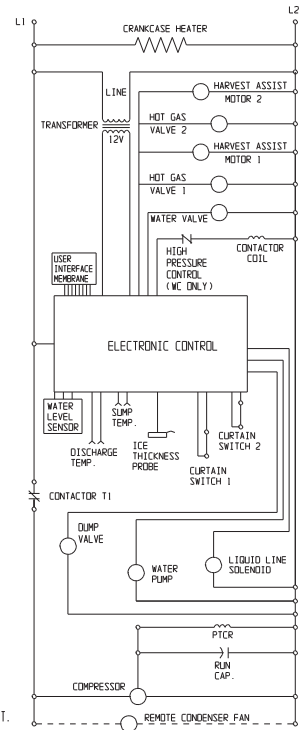 L1
L2
CRANKCASE HEATER
LINE
TRANSFORMER
12V
HARVEST ASSIST
MOTOR 2
HOT GAS
VALVE 2
HARVEST ASSIST
MOTOR 1
HOT GAS
VALVE 1
WATER VALVE
HIGH
PRESSURE
CONTROL
(WC ONLY)
CONTACTOR
COIL
USER
INTERFACE
MEMBRANE
ELECTRONIC CONTROL
WATER
LEVEL
SENSOR
DISCHARGE
TEMP.
SUMP
TEMP.
ICE
THICKNESS
PROBE
CURTAIN
SWITCH 1
CURTAIN
SWITCH 2
CONTACTOR T1
DUMP
VALVE
WATER
PUMP
LIQUID LINE
SOLENOID
PTCR
RUN
CAP.
COMPRESSOR
T.
REMOTE CONDENSER FAN